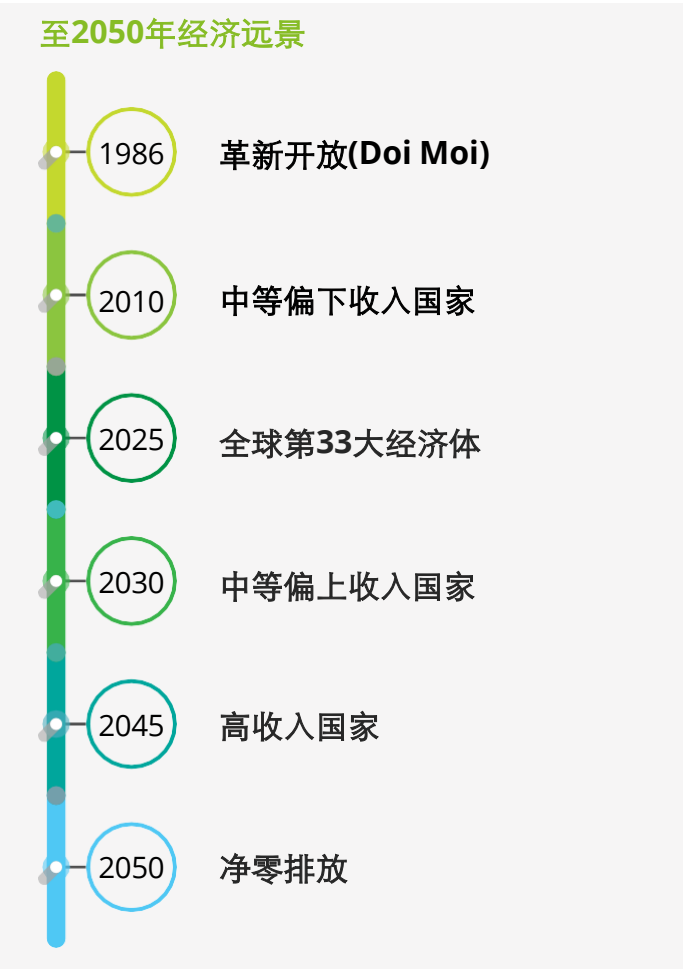 至2050年经济远景
1986
革新开放(Doi Moi)
2010
中等偏下收入国家
2025
全球第33大经济体
2030
中等偏上收入国家
2045
高收入国家
2050
净零排放